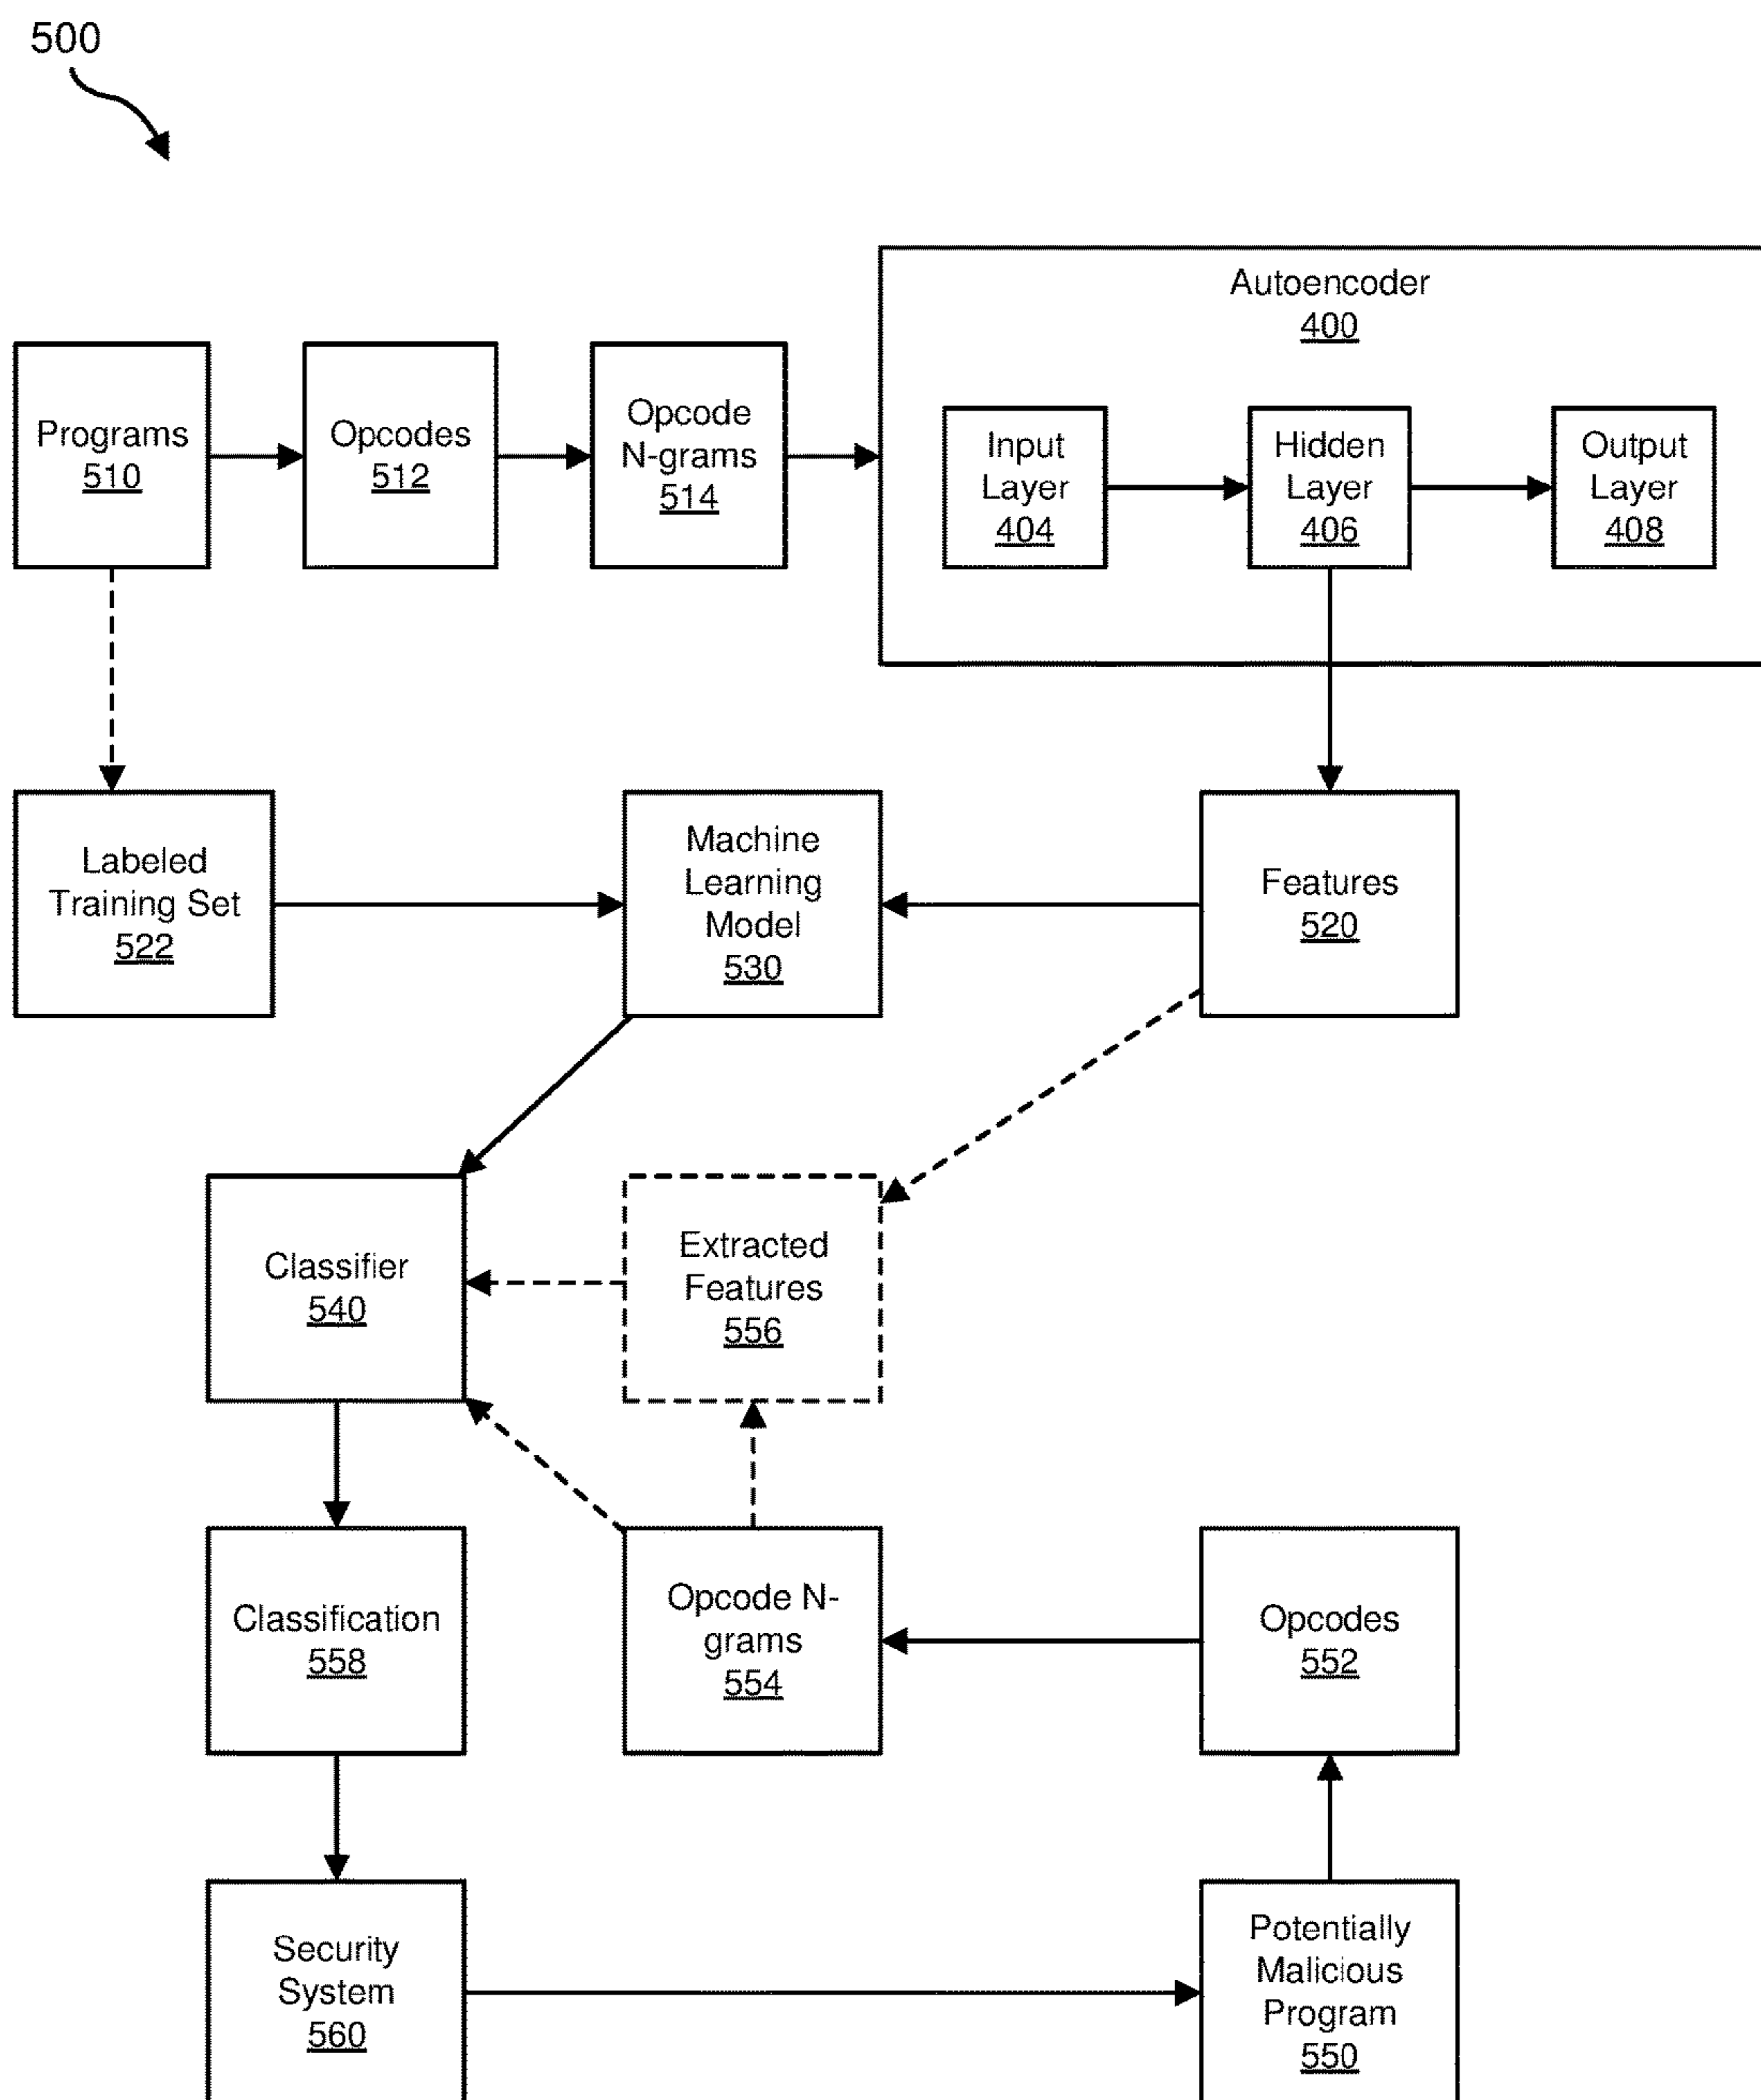 500
Autoencoder
400
Programs
510
Opcodes
512
Opcode
N-grams
514
Input
Layer
404
Hidden
Layer
406
Output
Layer
408
Labeled
Training Set
522
Machine
Learning
Model
530
Features
520
Classifier
540
Extracted
Features
556
Classification
558
Opcode N-
grams
554
Opcodes
552
Security
System
560
Potentially
Malicious
Program
550